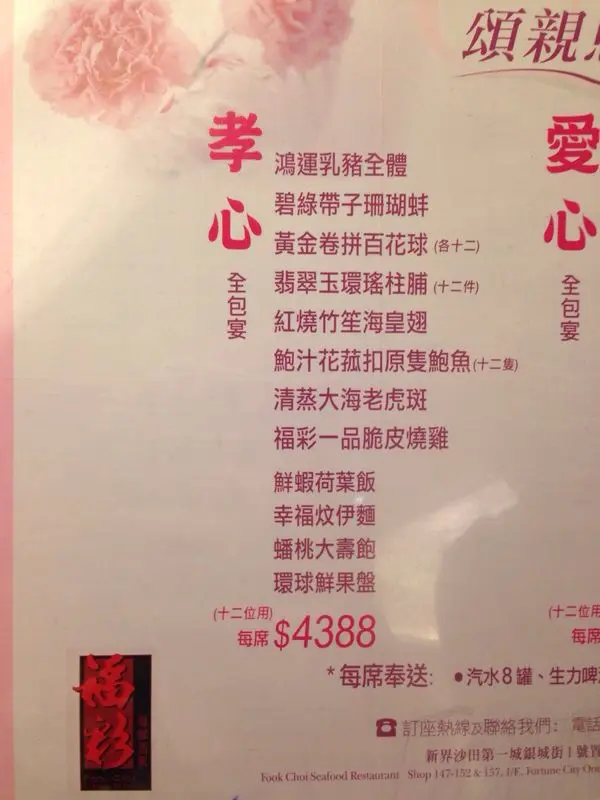 頌親
孝心
全包宴
鴻運乳豬全體
碧綠帶子珊瑚蚌
黃金卷拼百花球 (各十二)
翡翠玉環瑤柱脯 (十二件)
紅燒竹笙海皇翅
鮑汁花菰扣原隻鮑魚 (十二隻)
清蒸大海老虎斑
福彩一品脆皮燒雞
鮮蝦荷葉飯
幸福炆伊麵
蟠桃大壽飽
環球鮮果盤
(十二位用)
每席 $4388
愛心
全包宴
(十二位用
每席
*每席奉送: •汽水8罐、生力啤
福彩
☎訂座熱線及聯絡我們: 電話
新界沙田第一城銀城街1號置
Fook Choi Seafood Restaurant Shop 147-152 & 157, 1/F, Fortune City One